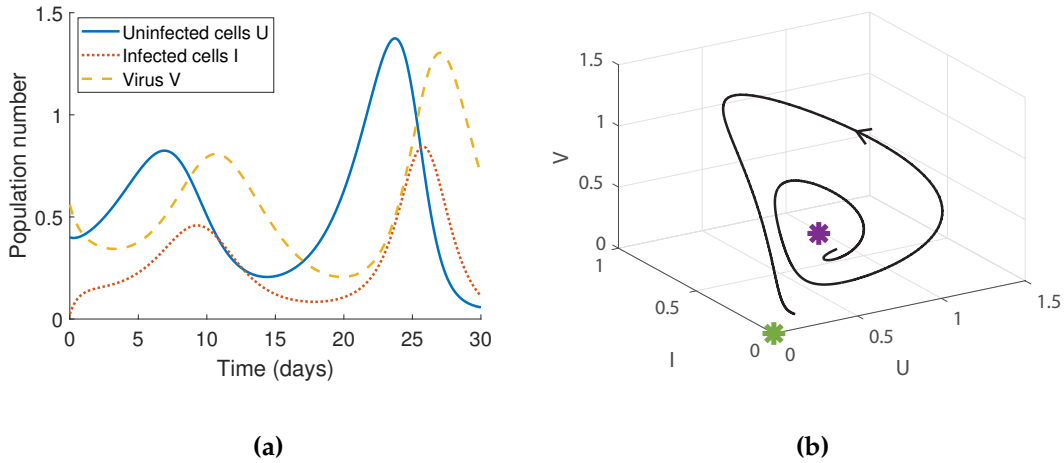 1.5
1
0.5
0
Population number
Uninfected cells U
Infected cells I
Virus V
0 5 10 15 20 25 30
Time (days)
(a)
1.5
1
0.5
0
V
1
0.5
0
I
0
0.5
1
1.5
U
(b)